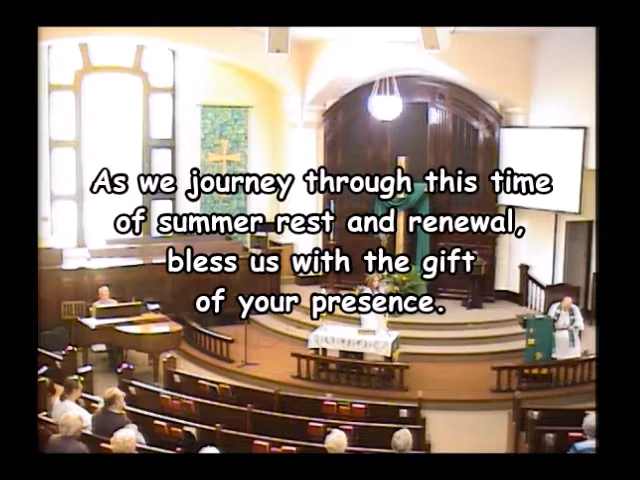 As we journey through this time
of summer rest and renewal,
bless us with the gift
of your presence.